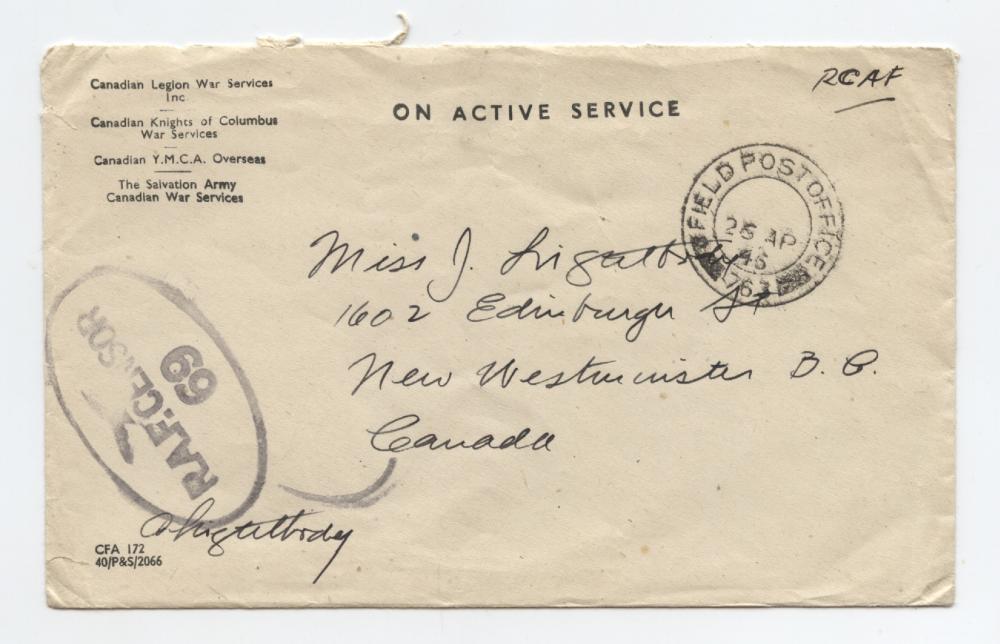 Canadian Legion War Services
Inc
Canadian Knights of Columbus
War Services
Canadian Y.M.C.A. Overseas
The Salvation Army
Canadian War Services
ON ACTIVE SERVICE
RCAF
FIELD POST OFFICE
25 AP
45
763
Miss J.
1602 Edinburgh St
New Westminster B. C.
Canada
R.A.F. CENSOR
69
CFA 172
40/P&S/2066